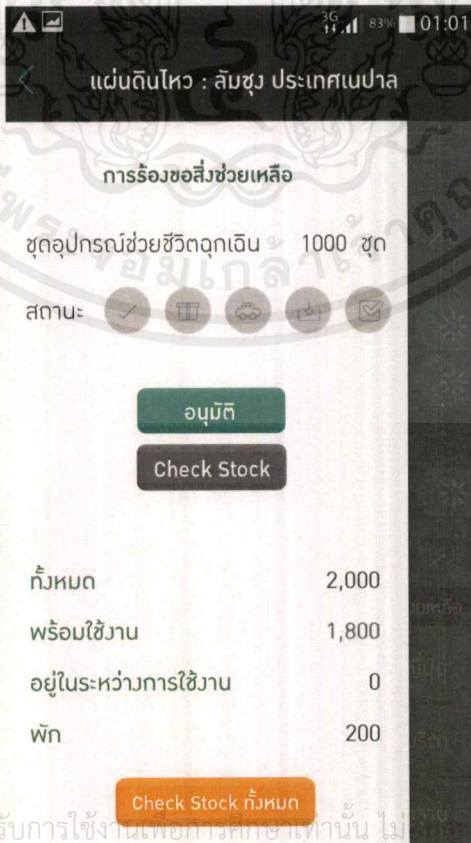 3G 83% 01:01
แผ่นดินไหว : ลัมชุง ประเทศเนปาล
การร้องขอสิ่งช่วยเหลือ
ชุดอุปกรณ์ช่วยชีวิตฉุกเฉิน 1000 ชุด
สถานะ
อนุมัติ
Check Stock
ทั้งหมด 2,000
พร้อมใช้งาน 1,800
อยู่ในระหว่างการใช้งาน 0
พัก 200
Check Stock ทั้งหมด
รับการใช้งานเพื่อการศึกษาเท่านั้น ไม่